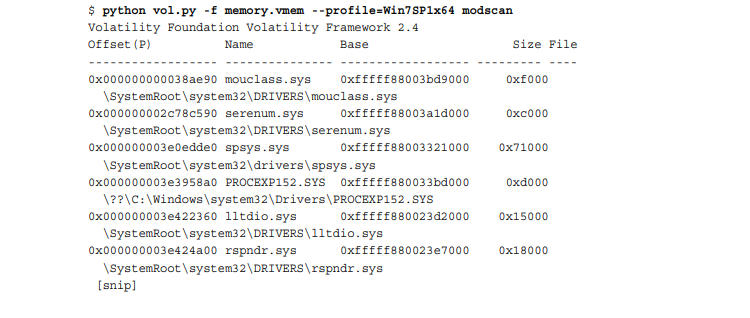 $ python vol.py -f memory.vmem --profile=Win7SP1x64 modscan
Volatility Foundation Volatility Framework 2.4
Offset(P)          Name           Base                    Size File
------------------ -------------- ------------------ --------- ----
0x000000000038ae90 mouclass.sys   0xfffff88003bd9000    0xf000
  \SystemRoot\system32\DRIVERS\mouclass.sys
0x000000002c78c590 serenum.sys    0xfffff88003a1d000    0xc000
  \SystemRoot\system32\DRIVERS\serenum.sys
0x000000003e0edde0 spsys.sys      0xfffff88003321000   0x71000
  \SystemRoot\system32\drivers\spsys.sys
0x000000003e3958a0 PROCEXP152.SYS 0xfffff880033bd000    0xd000
  \??\C:\Windows\system32\Drivers\PROCEXP152.SYS
0x000000003e422360 lltdio.sys     0xfffff880023d2000   0x15000
  \SystemRoot\system32\DRIVERS\lltdio.sys
0x000000003e424a00 rspndr.sys     0xfffff880023e7000   0x18000
  \SystemRoot\system32\DRIVERS\rspndr.sys
 [snip]